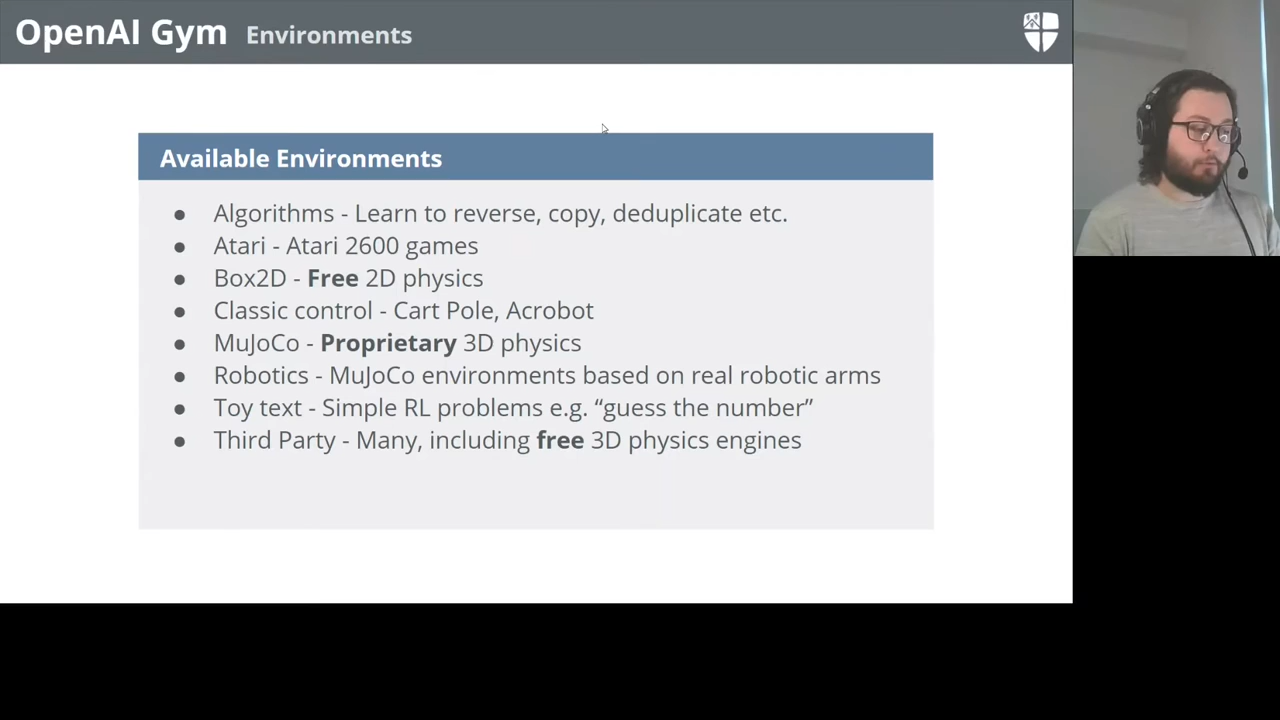 OpenAI Gym Environments
Available Environments
● Algorithms - Learn to reverse, copy, deduplicate etc.
● Atari - Atari 2600 games
● Box2D - Free 2D physics
● Classic control - Cart Pole, Acrobot
● MuJoCo - Proprietary 3D physics
● Robotics - MuJoCo environments based on real robotic arms
● Toy text - Simple RL problems e.g. “guess the number”
● Third Party - Many, including free 3D physics engines